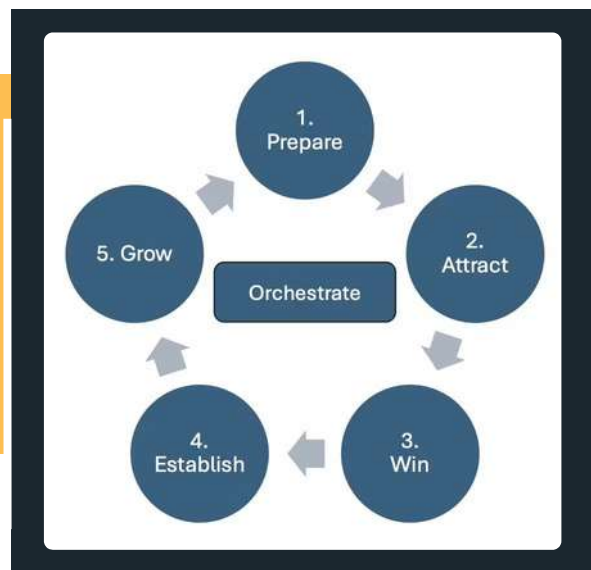 1.
Prepare
2.
Attract
3.
Win
4.
Establish
5. Grow
Orchestrate